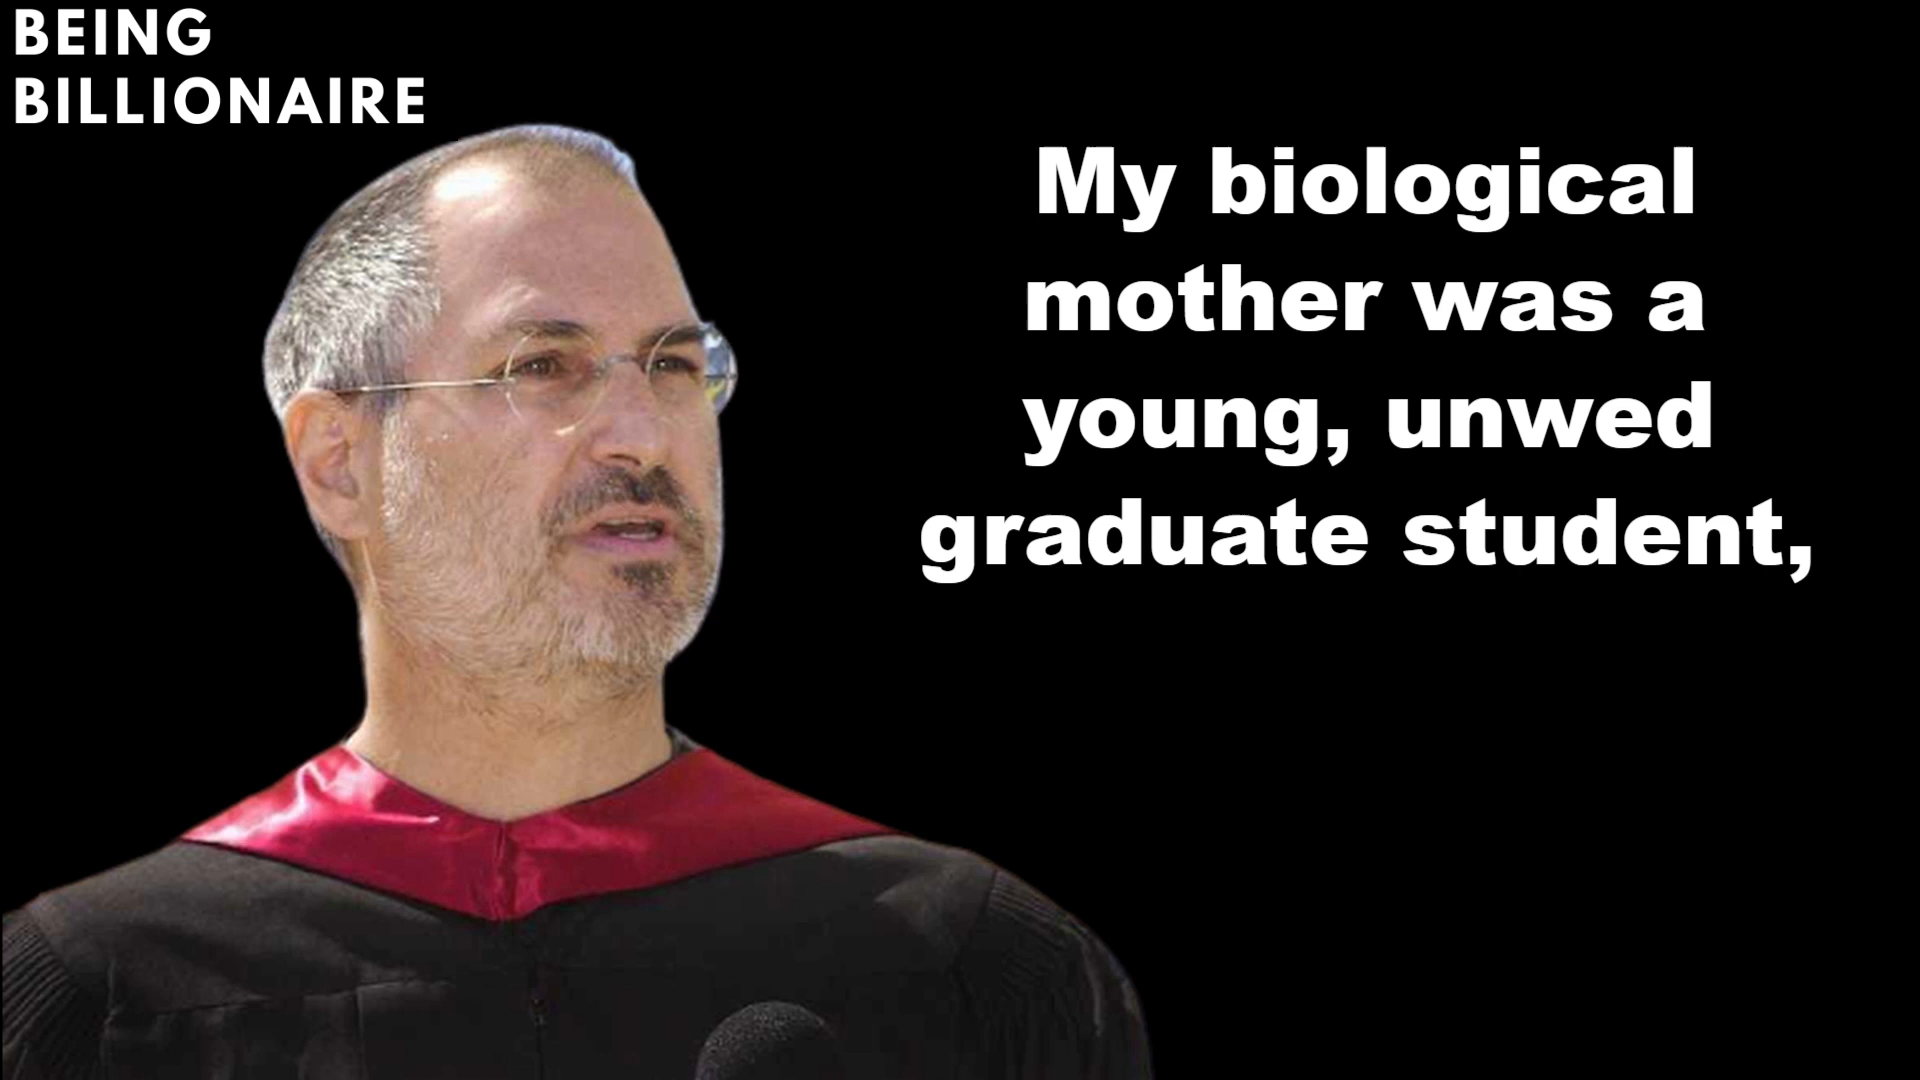 BEING
BILLIONAIRE
My biological
mother was a
young, unwed
graduate student,